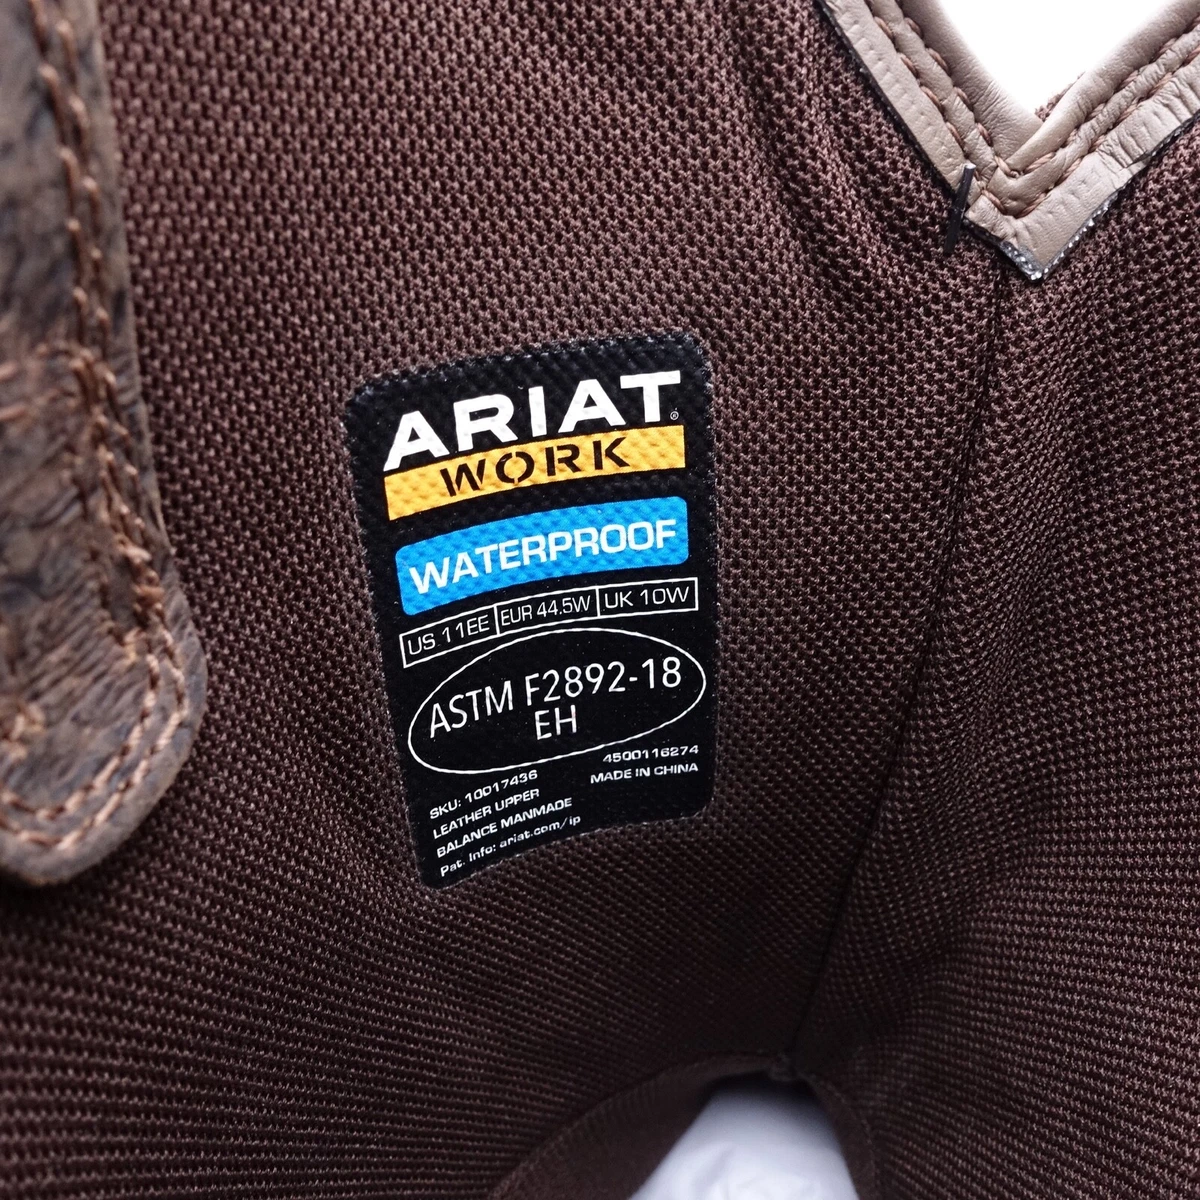 ARIAT®
WORK
WATERPROOF
US 11EE EUR 44.5W UK 10W
ASTM F2892-18
EH
4500116274
MADE IN CHINA
SKU: 10017436
LEATHER UPPER
BALANCE MANMADE
Pat. Info: ariat.com/ip